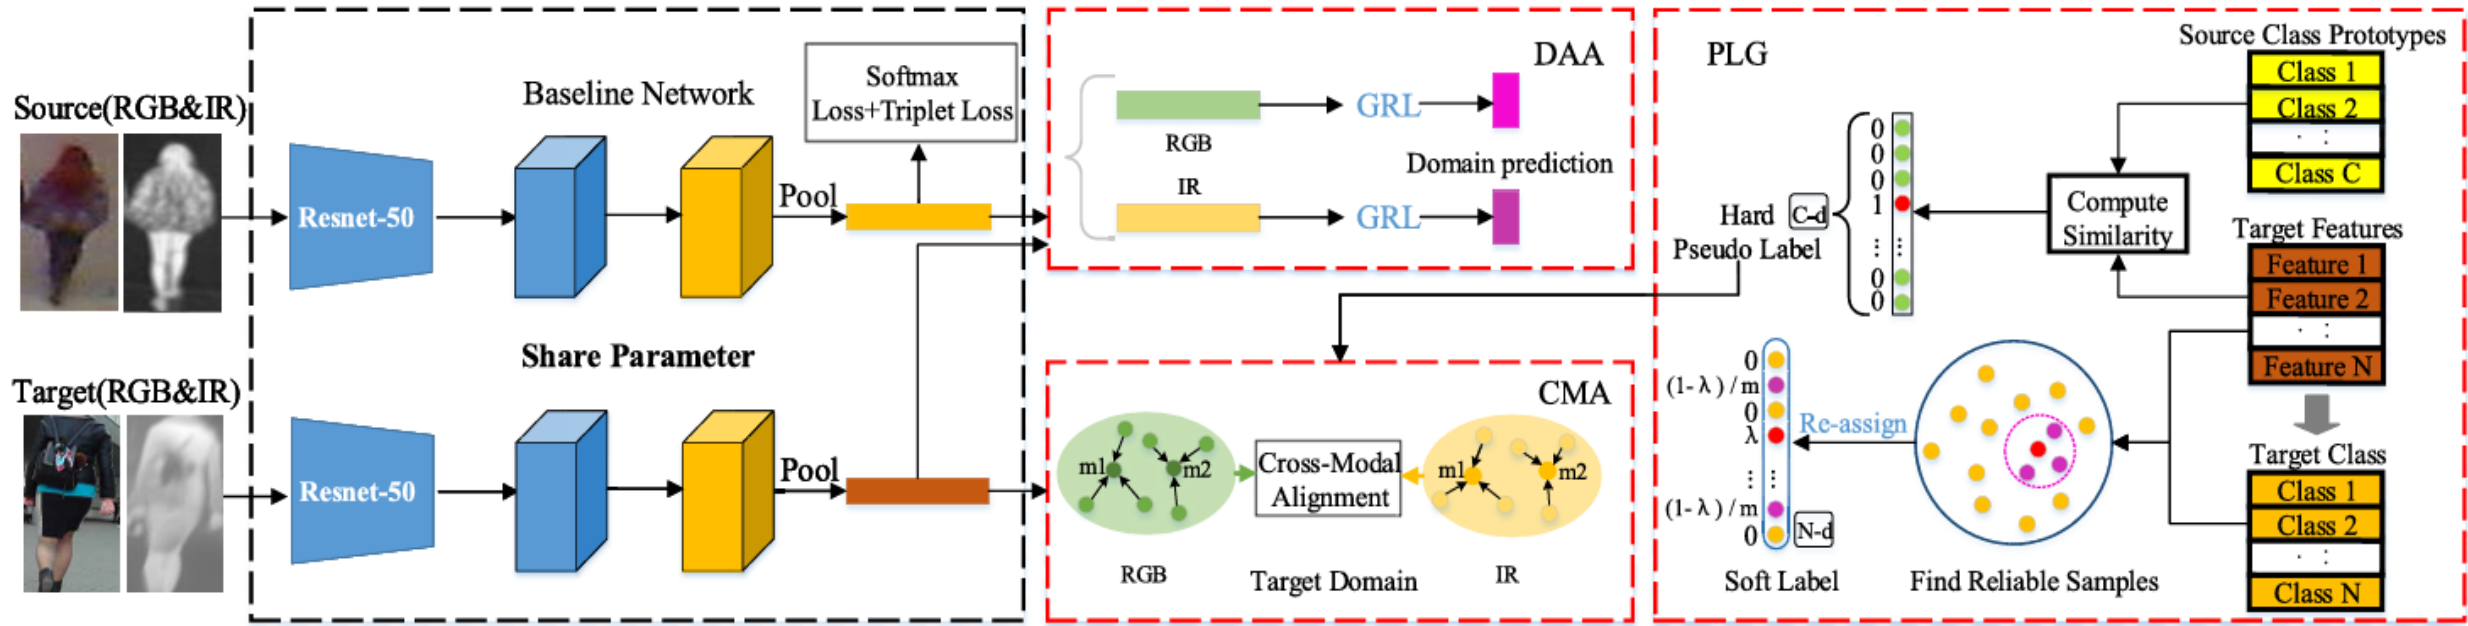 Source(RGB&IR)
Target(RGB&IR)
Baseline Network
Softmax
Loss+Triplet Loss
Resnet-50
Pool
Share Parameter
Resnet-50
Pool
DAA
RGB
GRL
Domain prediction
IR
GRL
CMA
m1
m2
RGB
Cross-Modal
Alignment
Target Domain
m1
m2
IR
PLG
Hard
Pseudo Label
C-d
0
0
0
1
⋮ ⋮
0
0
Compute
Similarity
Source Class Prototypes
Class 1
Class 2
. :
Class C
Target Features
Feature 1
Feature 2
. :
Feature N
Target Class
Class 1
Class 2
. :
Class N
0
(1- λ ) / m
0
λ
⋮ ⋮
(1- λ ) / m
0
N-d
Soft Label
Re-assign
Find Reliable Samples